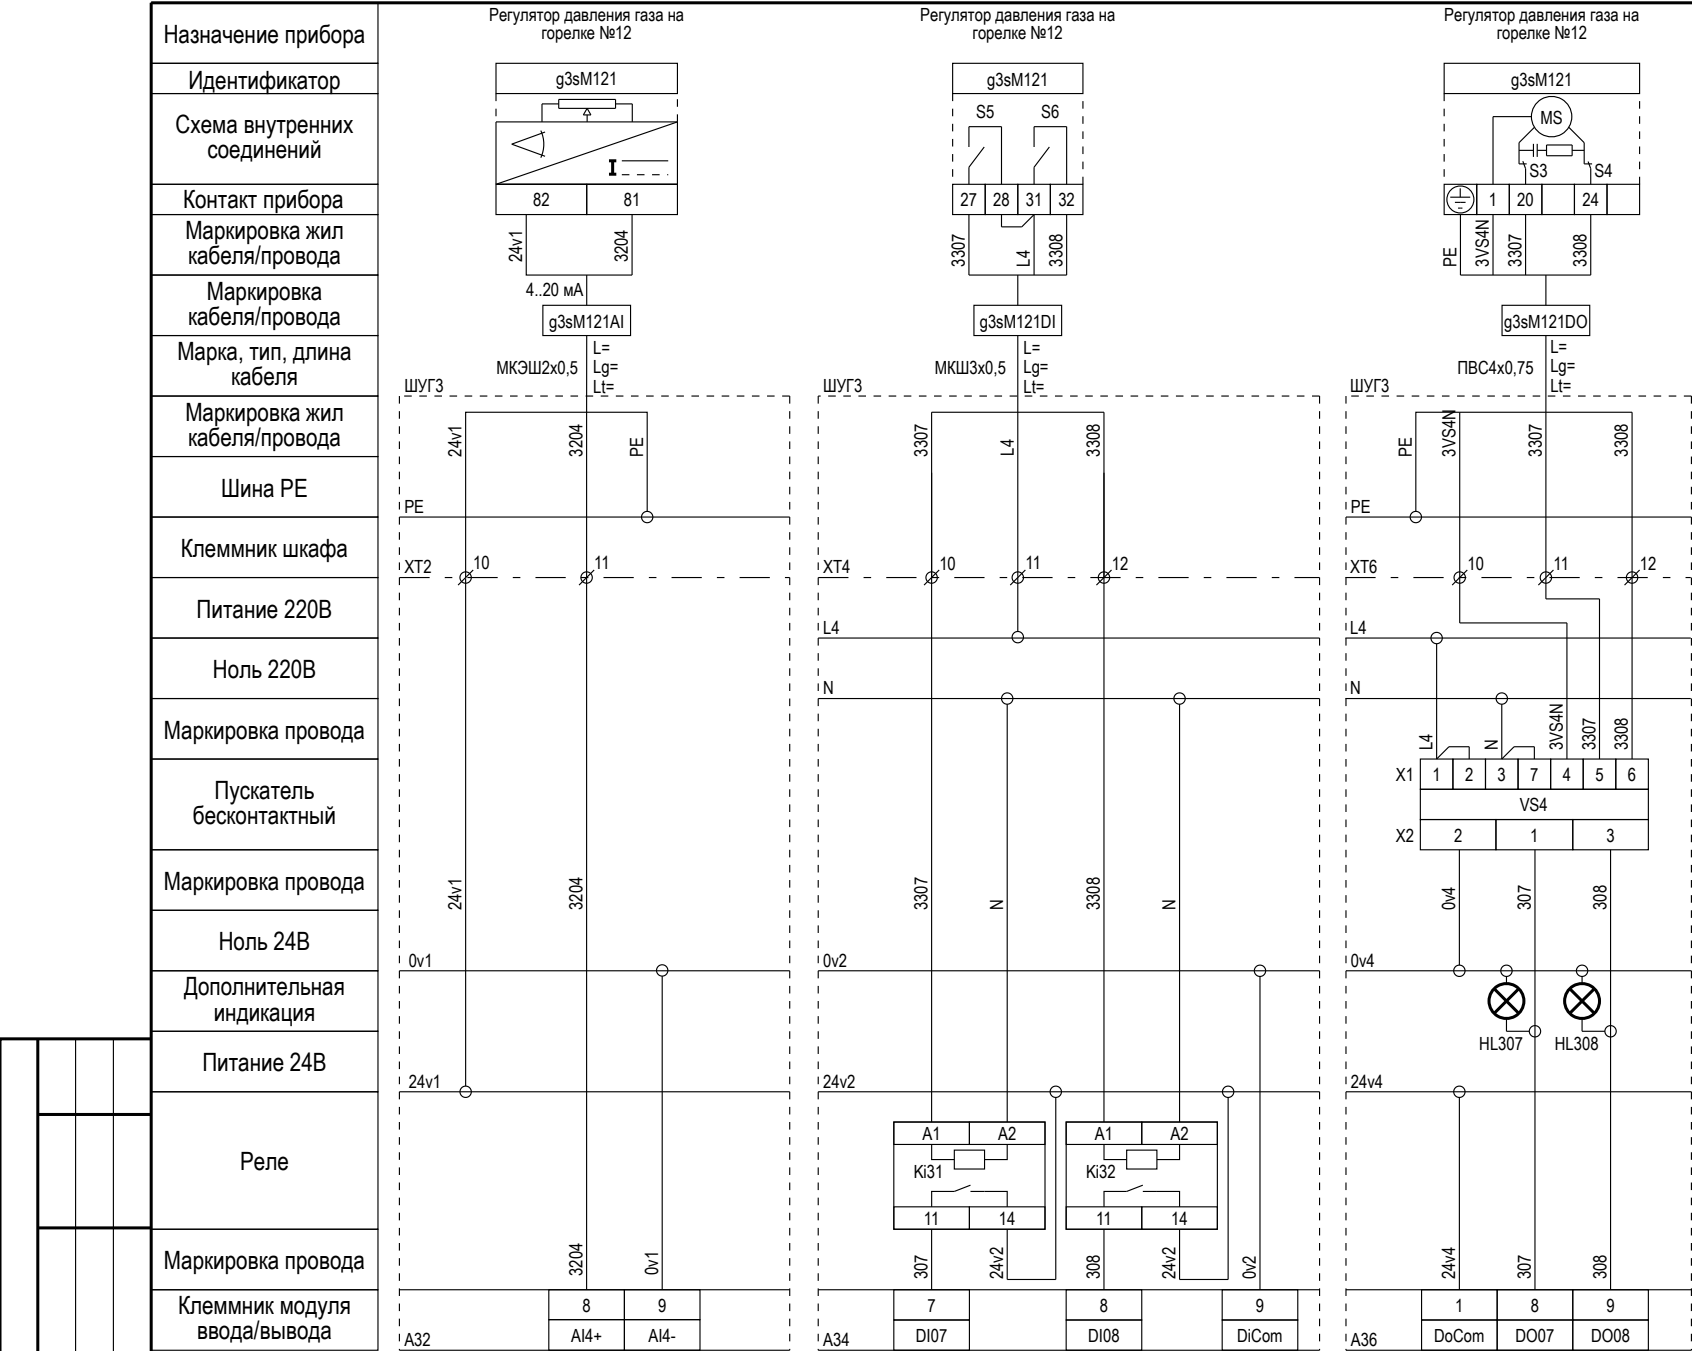 Назначение прибора
Регулятор давления газа на
горелке №12
Регулятор давления газа на
горелке №12
Регулятор давления газа на
горелке №12
Идентификатор
g3sM121
g3sM121
g3sM121
Схема внутренних
соединений
I
S5
S6
MS
S3
S4
Контакт прибора
82
81
27
28
31
32
1
20
24
Маркировка жил
кабеля/провода
24v1
3204
3307
L4
3308
PE
3VS4N
3307
3308
Маркировка
кабеля/провода
4..20 мА
g3sM121AI
g3sM121DI
g3sM121DO
Марка, тип, длина
кабеля
МКЭШ2х0,5
L=
Lg=
Lt=
МКШ3х0,5
L=
Lg=
Lt=
ПВС4х0,75
L=
Lg=
Lt=
ШУГ3
ШУГ3
ШУГ3
Маркировка жил
кабеля/провода
24v1
3204
PE
3307
L4
3308
PE
3VS4N
3307
3308
Шина PE
PE
PE
Клеммник шкафа
XT2
10
11
XT4
10
11
12
XT6
10
11
12
Питание 220В
L4
L4
Ноль 220В
N
N
Маркировка провода
L4
N
3VS4N
3307
3308
Пускатель
бесконтактный
X1
1
2
3
7
4
5
6
VS4
X2
2
1
3
Маркировка провода
24v1
3204
3307
N
3308
N
0v4
307
308
Ноль 24В
0v1
0v2
0v4
Дополнительная
индикация
HL307
HL308
Питание 24В
24v1
24v2
24v4
Реле
A1
A2
Ki31
11
14
A1
A2
Ki32
11
14
Маркировка провода
3204
0v1
307
24v2
308
24v2
0v2
24v4
307
308
Клеммник модуля
ввода/вывода
A32
8
9
AI4+
AI4-
A34
7
8
9
DI07
DI08
DiCom
A36
1
8
9
DoCom
DO07
DO08